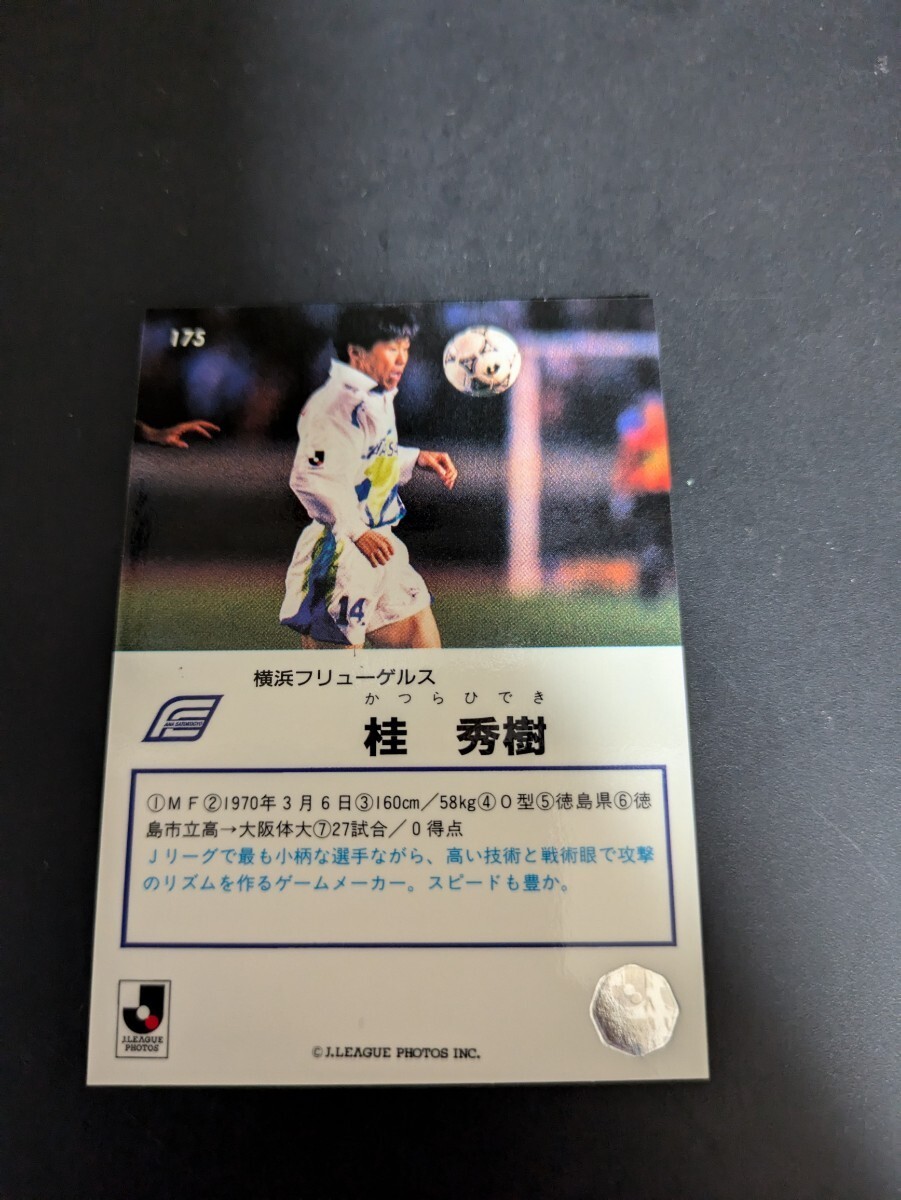 175
14
横浜フリューゲルス
かつらひでき
桂　秀樹
①ＭＦ②1970年３月６日③160cm／58kg④Ｏ型⑤徳島県⑥徳
島市立高→大阪体大⑦27試合／０得点
Ｊリーグで最も小柄な選手ながら、高い技術と戦術眼で攻撃
のリズムを作るゲームメーカー。スピードも豊か。
J.LEAGUE
PHOTOS
© J.LEAGUE PHOTOS INC.